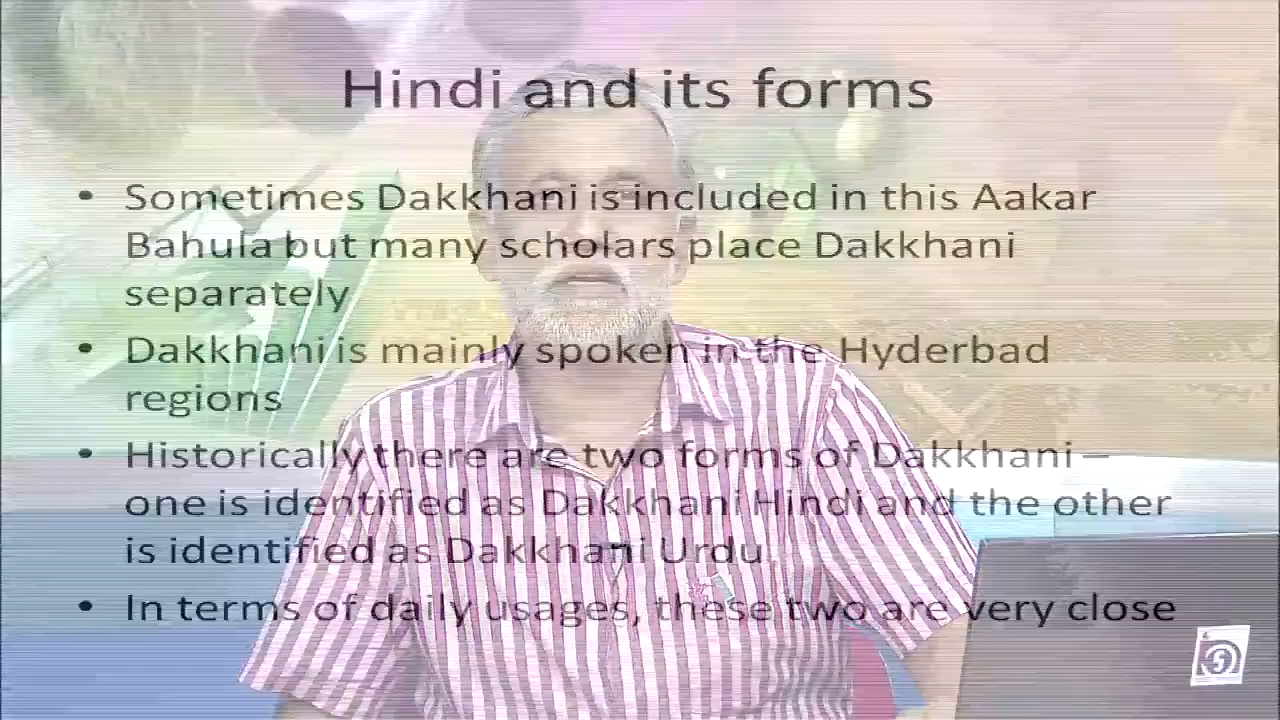 Hindi and its forms
• Sometimes Dakkhani is included in this Aakar
Bahula but many scholars place Dakkhani
separately
• Dakkhani is mainly spoken in the Hyderbad
regions
• Historically there are two forms of Dakkhani –
one is identified as Dakkhani Hindi and the other
is identified as Dakkhani Urdu
• In terms of daily usages, these two are very close